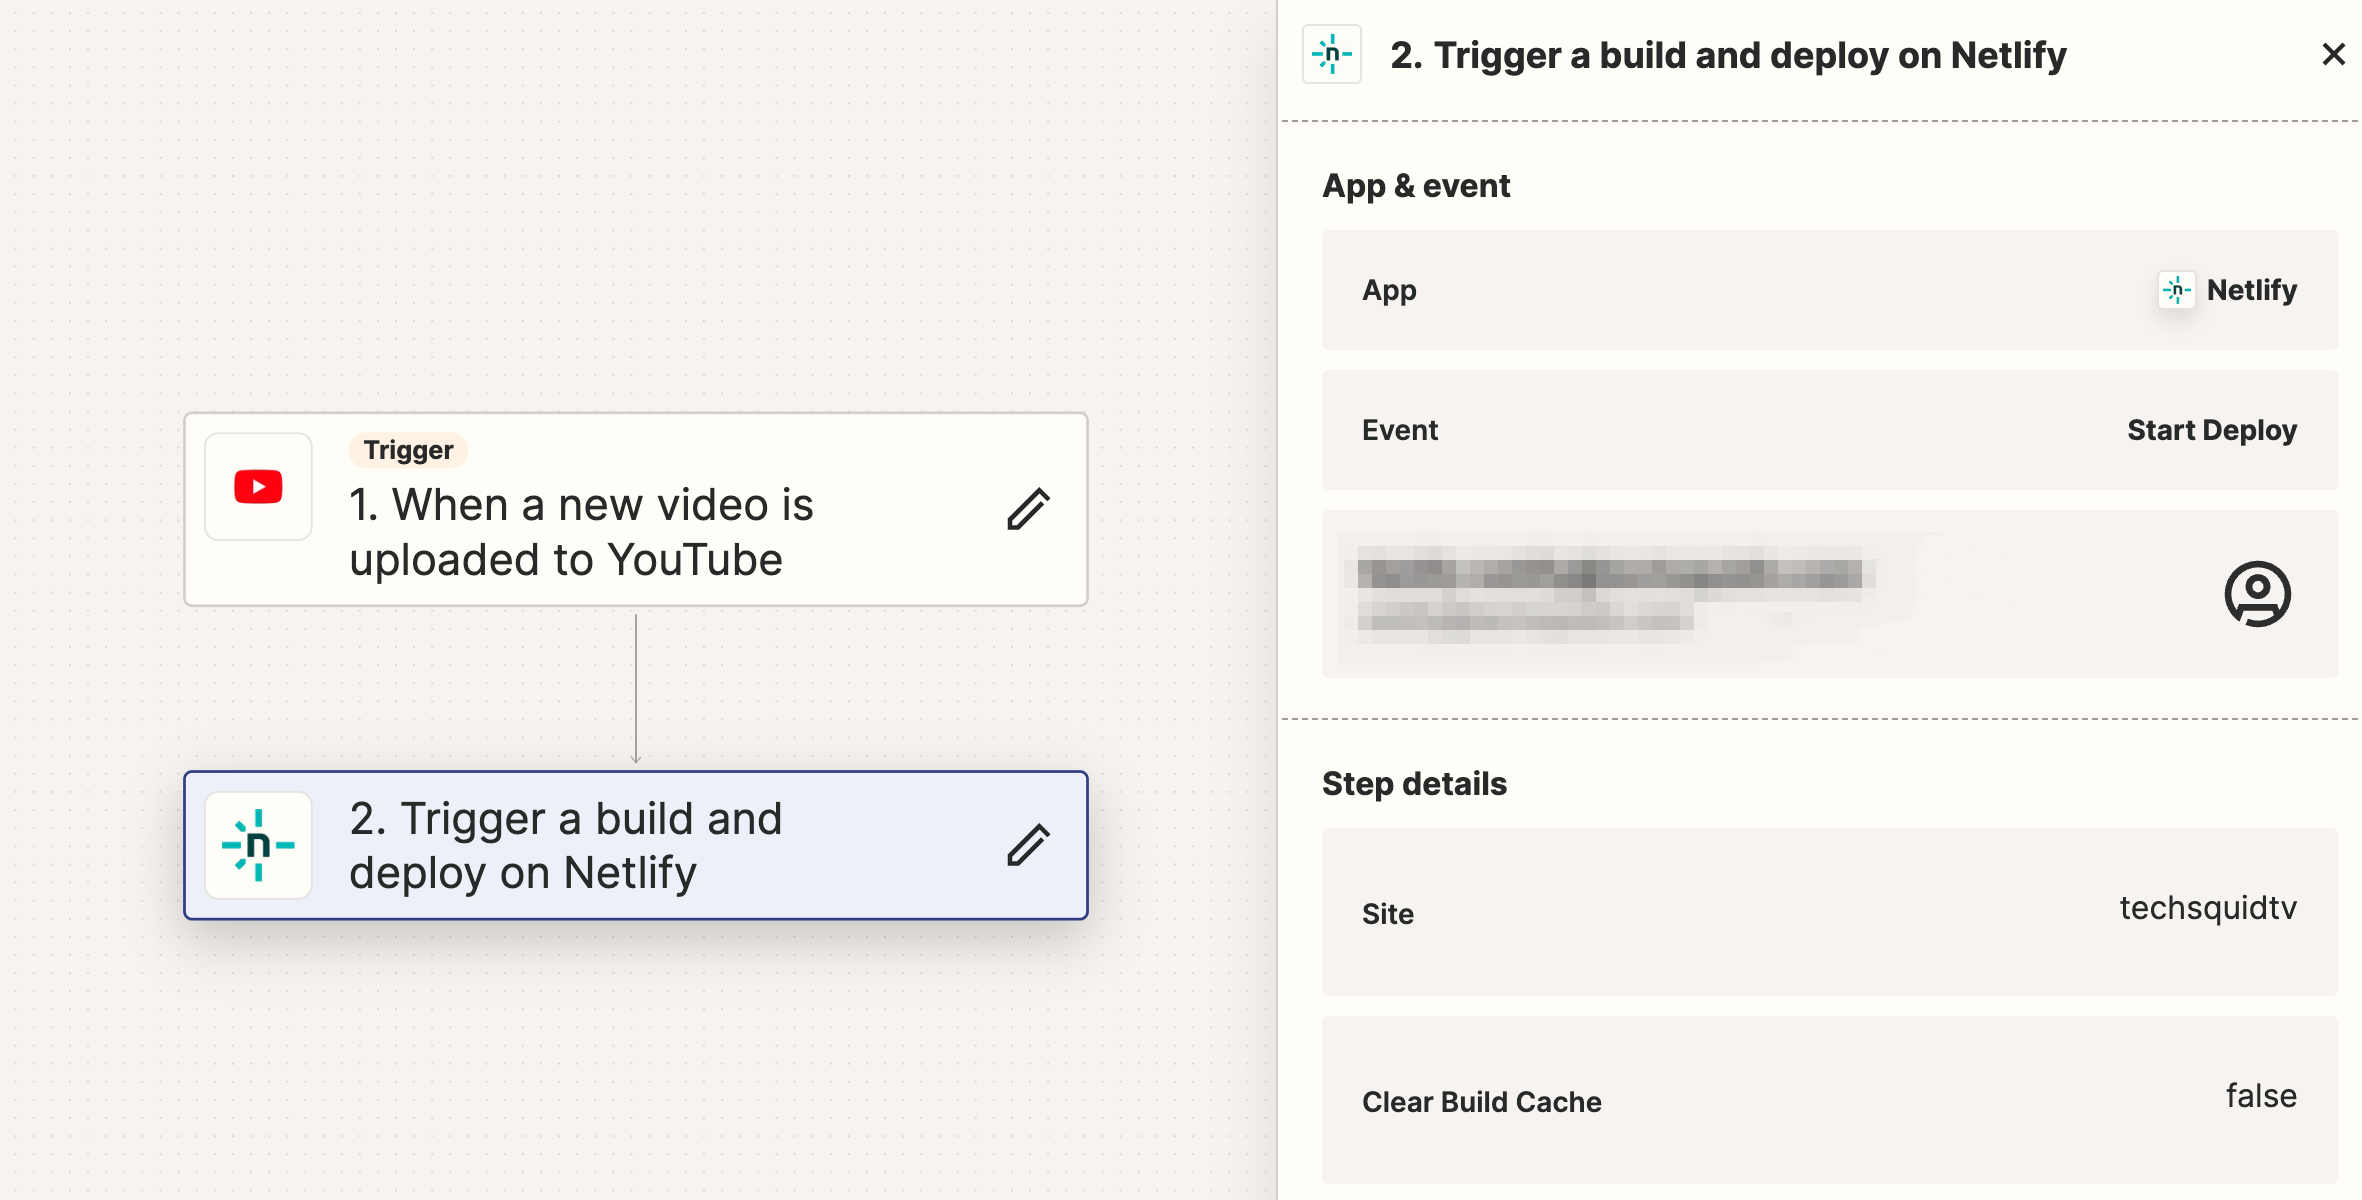 Trigger
1. When a new video is
uploaded to YouTube
2. Trigger a build and
deploy on Netlify
2. Trigger a build and deploy on Netlify
App & event
App
Netlify
Event
Start Deploy
Step details
Site
techsquidtv
Clear Build Cache
false